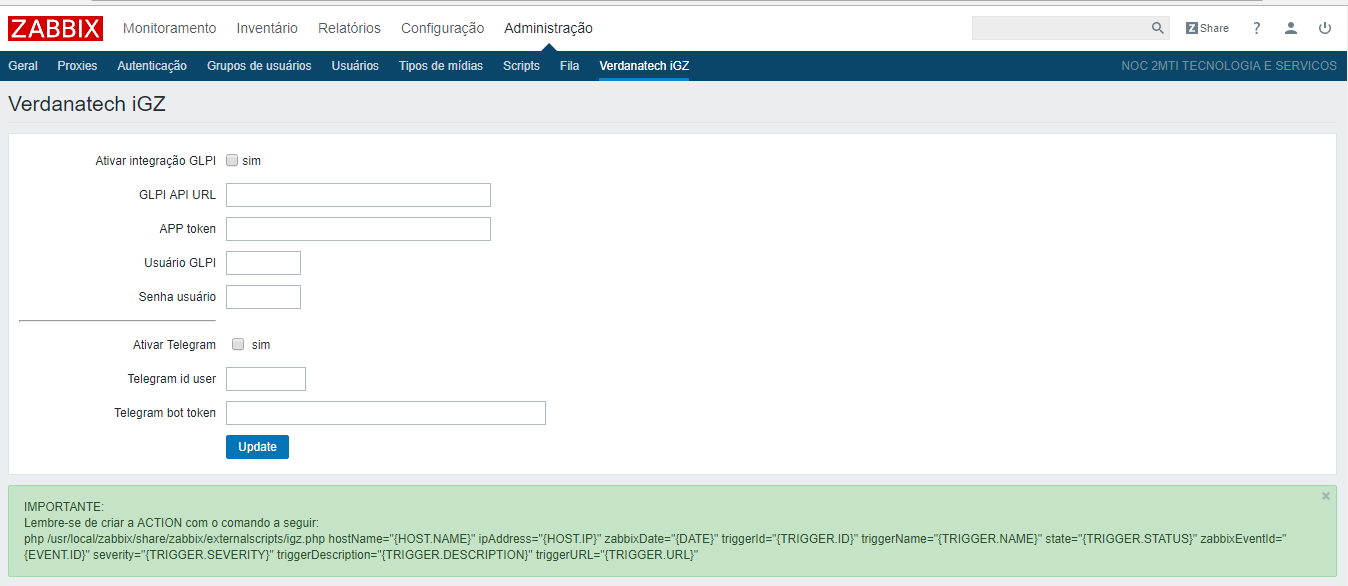 ZABBIX Monitoramento Inventário Relatórios Configuração Administração Z Share ?
Geral Proxies Autenticação Grupos de usuários Usuários Tipos de mídias Scripts Fila Verdanatech iGZ NOC 2MTI TECNOLOGIA E SERVICOS
Verdanatech iGZ
Ativar integração GLPI sim
GLPI API URL
APP token
Usuário GLPI
Senha usuário
Ativar Telegram sim
Telegram id user
Telegram bot token
Update
IMPORTANTE:
Lembre-se de criar a ACTION com o comando a seguir:
php /usr/local/zabbix/share/zabbix/externalscripts/igz.php hostName="{HOST.NAME}" ipAddress="{HOST.IP}" zabbixDate="{DATE}" triggerId="{TRIGGER.ID}" triggerName="{TRIGGER.NAME}" state="{TRIGGER.STATUS}" zabbixEventId="
{EVENT.ID}" severity="{TRIGGER.SEVERITY}" triggerDescription="{TRIGGER.DESCRIPTION}" triggerURL="{TRIGGER.URL}"